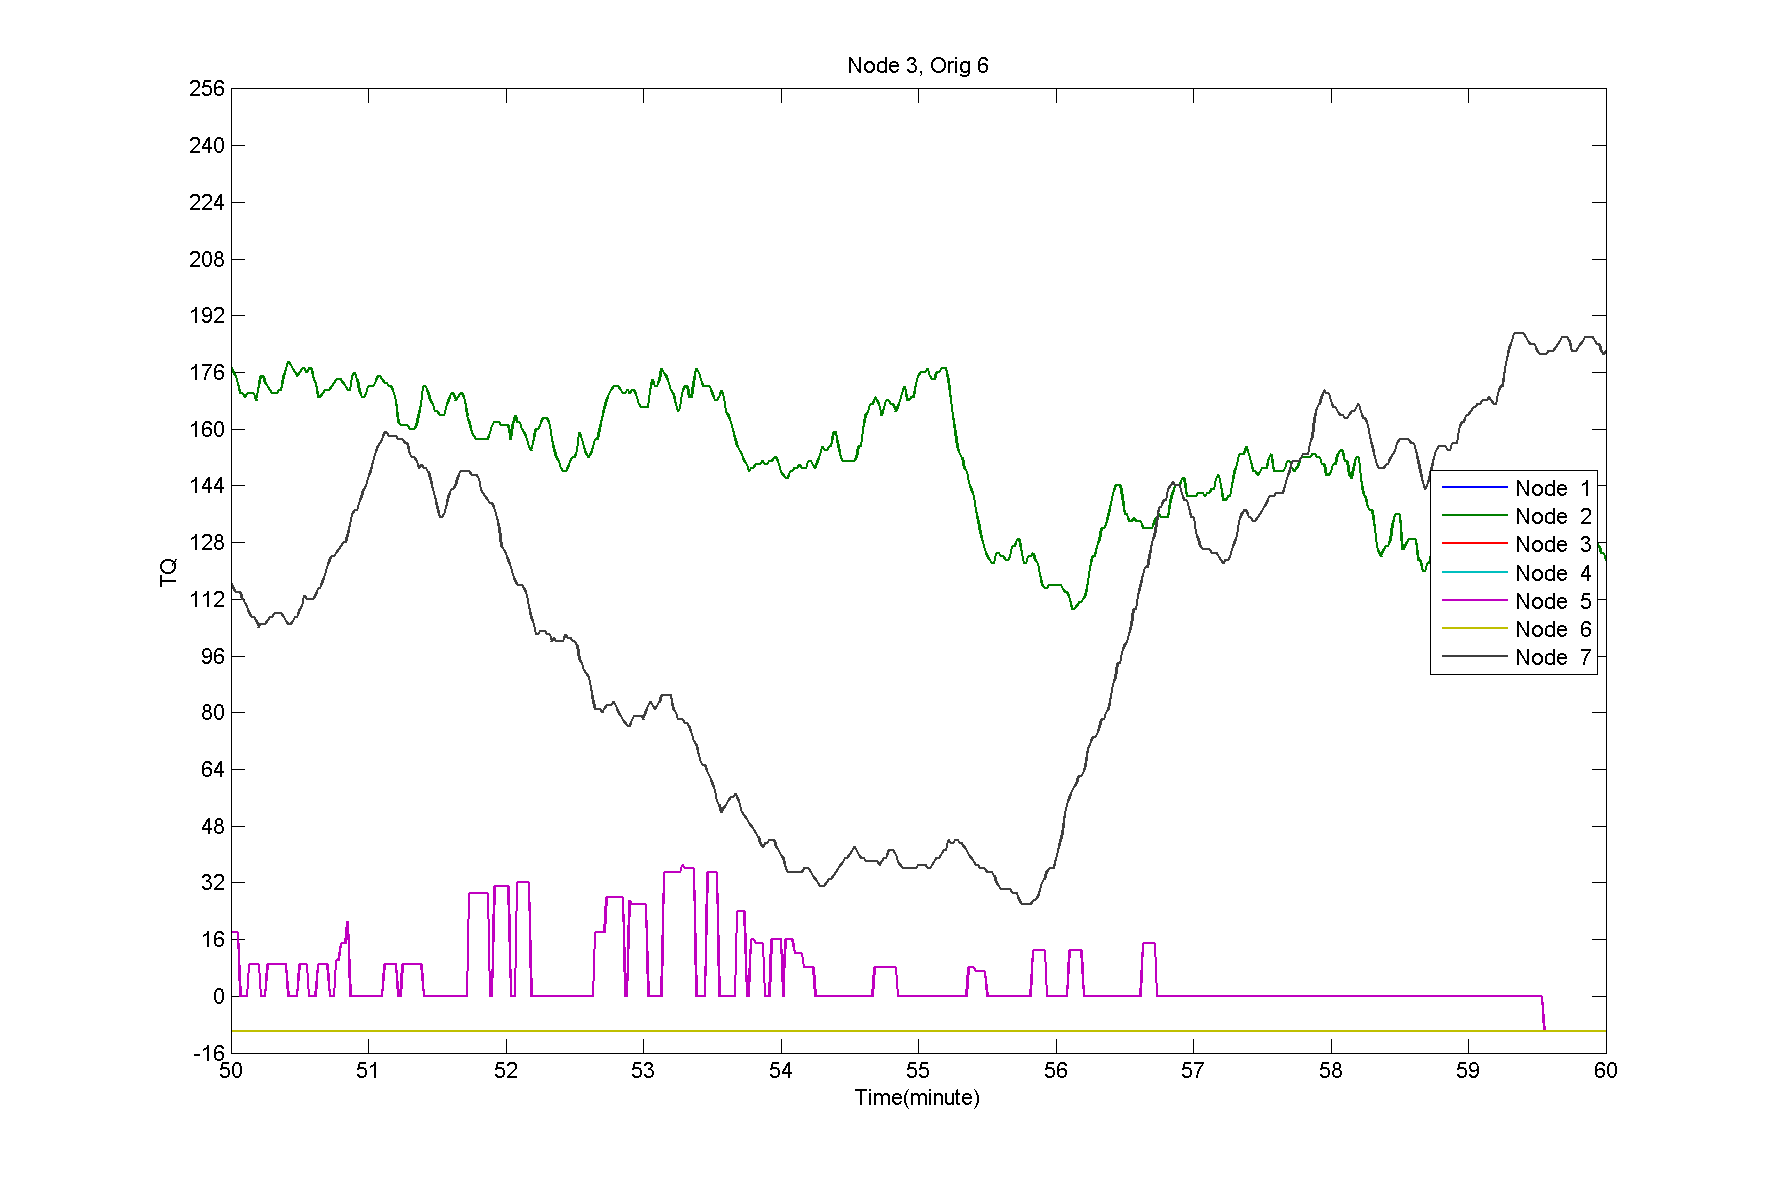 Node 3, Orig 6
256
240
224
208
192
176
160
144
128
112
96
80
64
48
32
16
0
-16
TQ
Node 1
Node 2
Node 3
Node 4
Node 5
Node 6
Node 7
50 51 52 53 54 55 56 57 58 59 60
Time(minute)